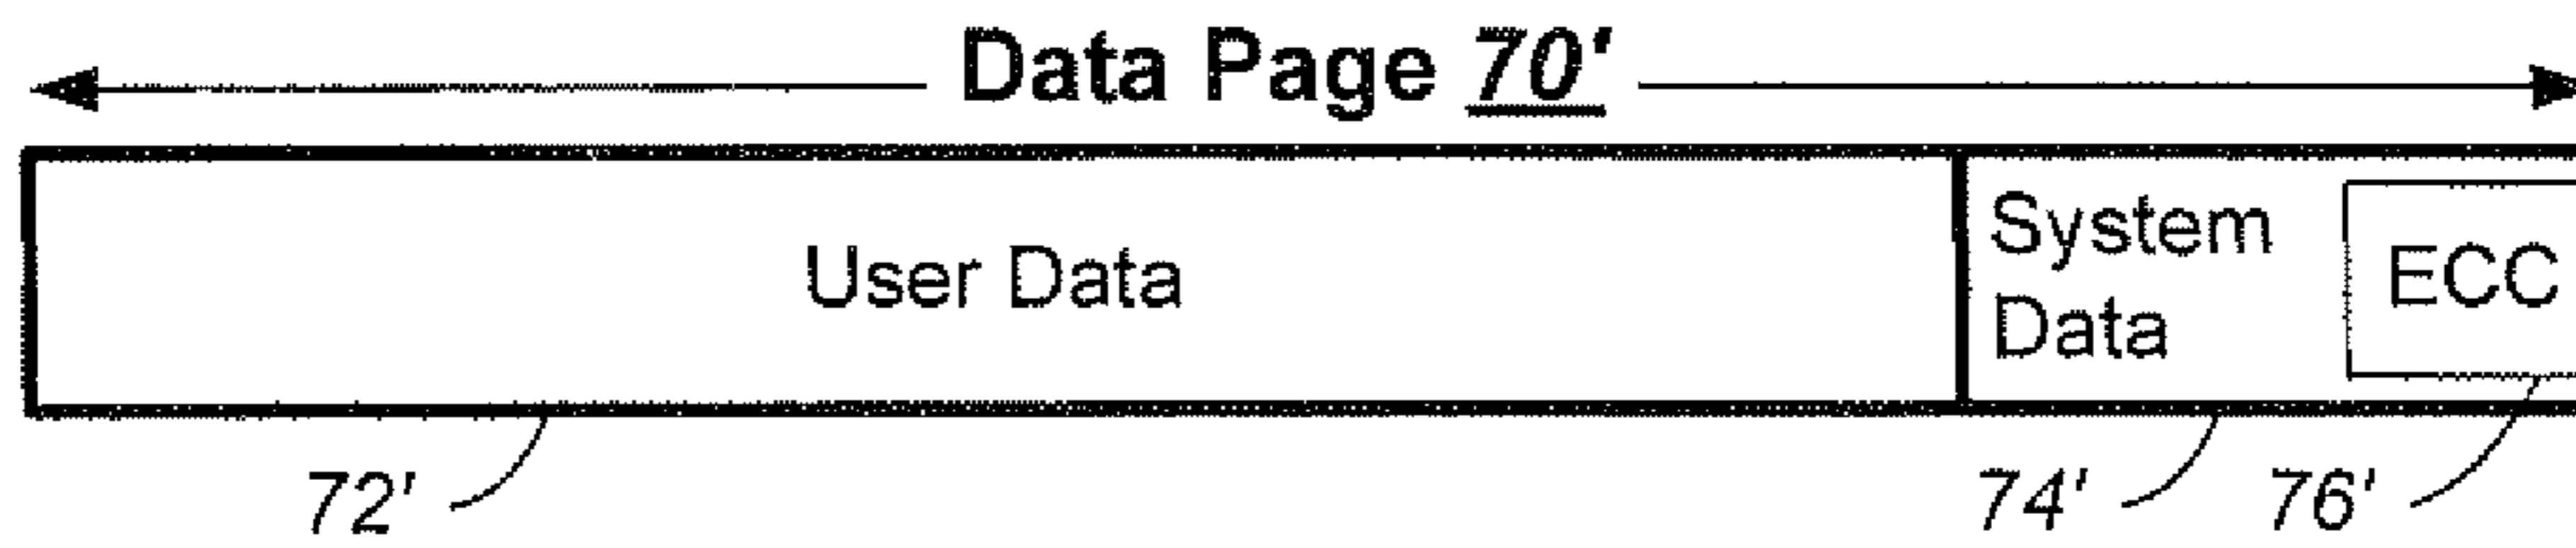 Data Page 70'
User Data
System
Data
ECC
72'
74'
76'